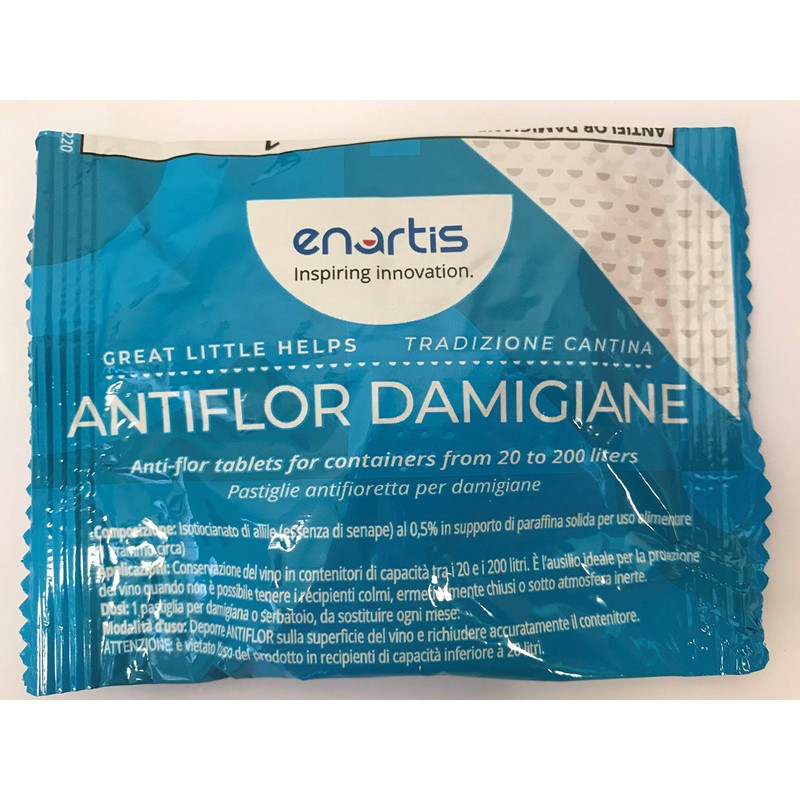 220
ANTIFLOR DAMIGIANE
enartis
Inspiring innovation.
GREAT LITTLE HELPS TRADIZIONE CANTINA
ANTIFLOR DAMIGIANE
Anti-flor tablets for containers from 20 to 200 liters
Pastiglie antifioretta per damigiane
Composizione: Isotiocianato di allile (essenza di senape) al 0,5% in supporto di paraffina solida per uso alimentare
grammo circa)
Applicazioni: Conservazione del vino in contenitori di capacità tra i 20 e i 200 litri. È l'ausilio ideale per la protezione
del vino quando non è possibile tenere i recipienti colmi, ermeticamente chiusi o sotto atmosfera inerte.
Dosi: 1 pastiglia per damigiana o serbatoio, da sostituire ogni mese.
Modalità d'uso: Deporre ANTIFLOR sulla superficie del vino e richiudere accuratamente il contenitore.
ATTENZIONE: è vietato l'uso del prodotto in recipienti di capacità inferiore à 20 litri.